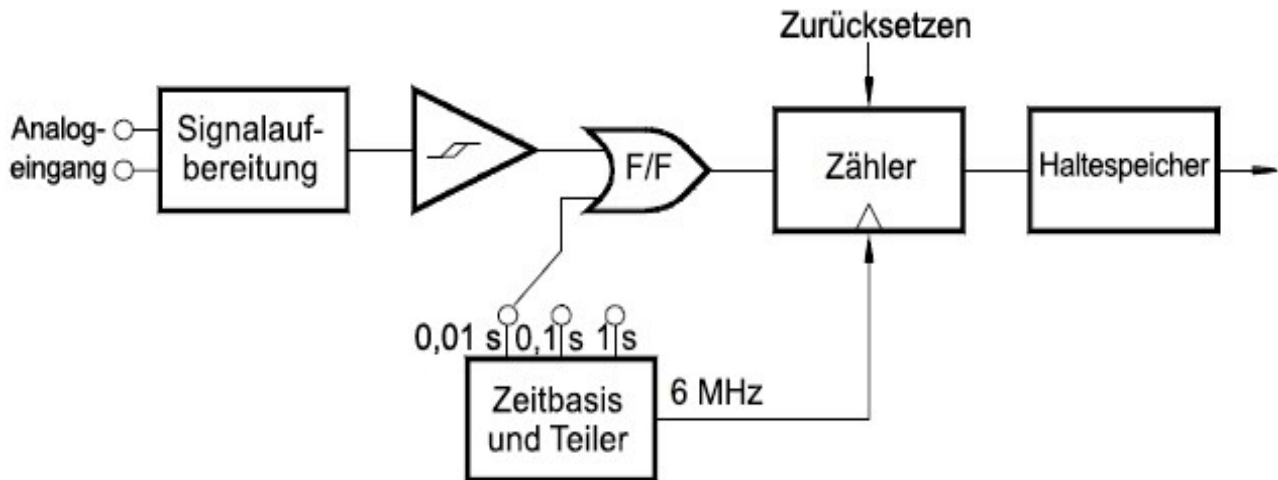 Zurücksetzen
Analog-
eingang
Signalauf-
bereitung
F/F
Zähler
Haltespeicher
0,01 s 0,1 s 1 s
Zeitbasis
und Teiler
6 MHz